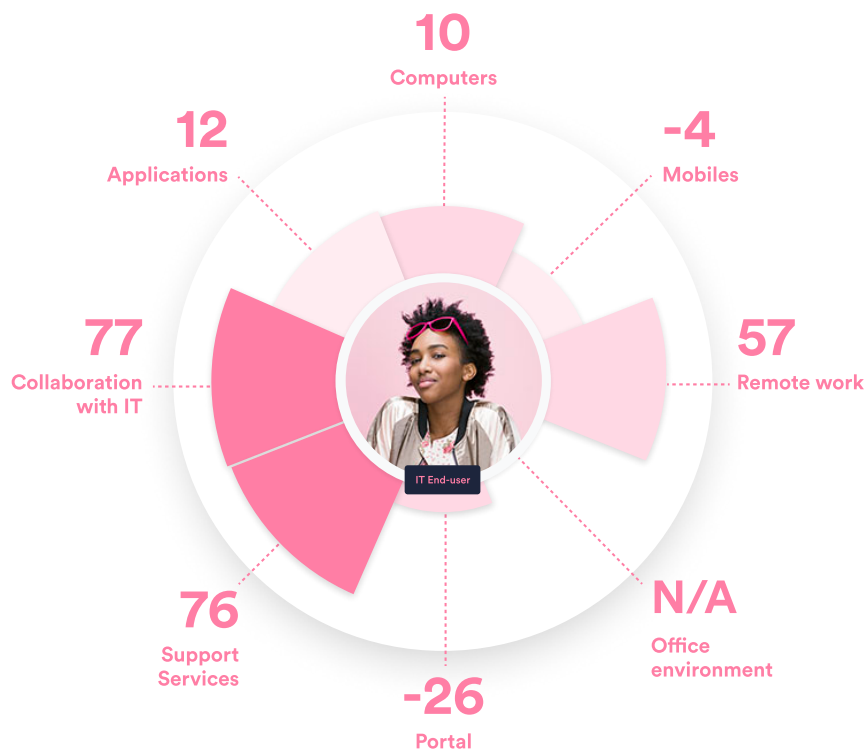 10
Computers
12
Applications
-4
Mobiles
77
Collaboration
with IT
57
Remote work
IT End-user
76
Support
Services
N/A
Office
environment
-26
Portal